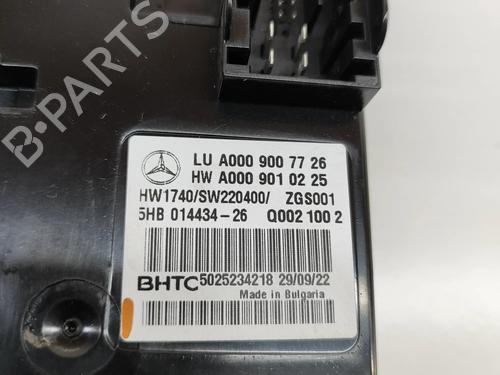 B-PARTS
LU A000 900 77 26
HW A000 901 02 25
HW1740/SW220400/ ZGS001
5HB 014434-26 Q002 100 2
BHTC 5025234218 29/09/22
Made in Bulgaria